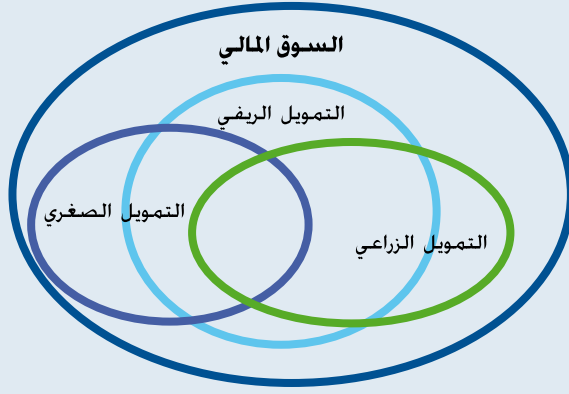 السوق المالي
التمويل الريفي
التمويل الصغري
التمويل الزراعي